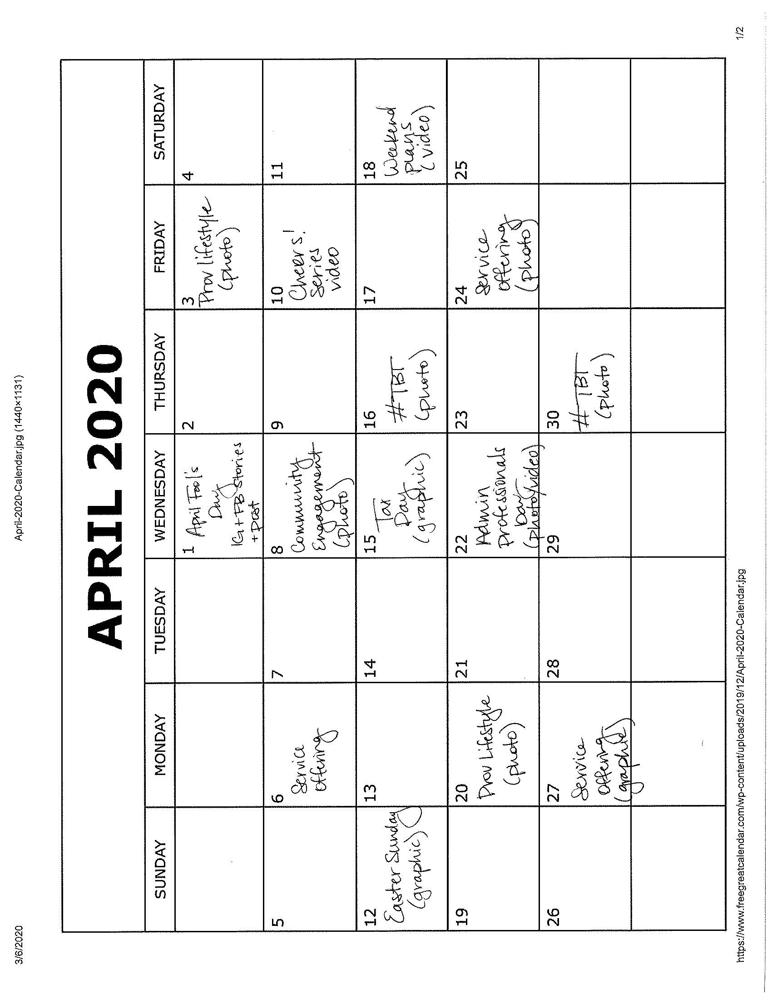 3/6/2020
April-2020-Calendar.jpg (1440×1131)
APRIL 2020
SUNDAY
MONDAY
TUESDAY
WEDNESDAY
THURSDAY
FRIDAY
SATURDAY
1 April Fool's
Day
IG+FB Stories
+ post
2
3
Prov lifestyle
(photo)
4
5
6
Service
offering
7
8
Community
Engagement
(photo)
9
10
Cheers!
Series
video
11
12
Easter Sunday
(graphic)
13
14
15
Tax
Day
(graphic)
16
#TBT
(photo)
17
18
Weekend
plans
(video)
19
20
Prov Lifestyle
(photo)
21
22
Admin
professionals
Day
(photo/video)
23
24
Service
offering
(photo)
25
26
27
Service
offering
(graphic)
28
29
30
#TBT
(photo)
https://www.freegreatcalendar.com/wp-content/uploads/2019/12/April-2020-Calendar.jpg
1/2